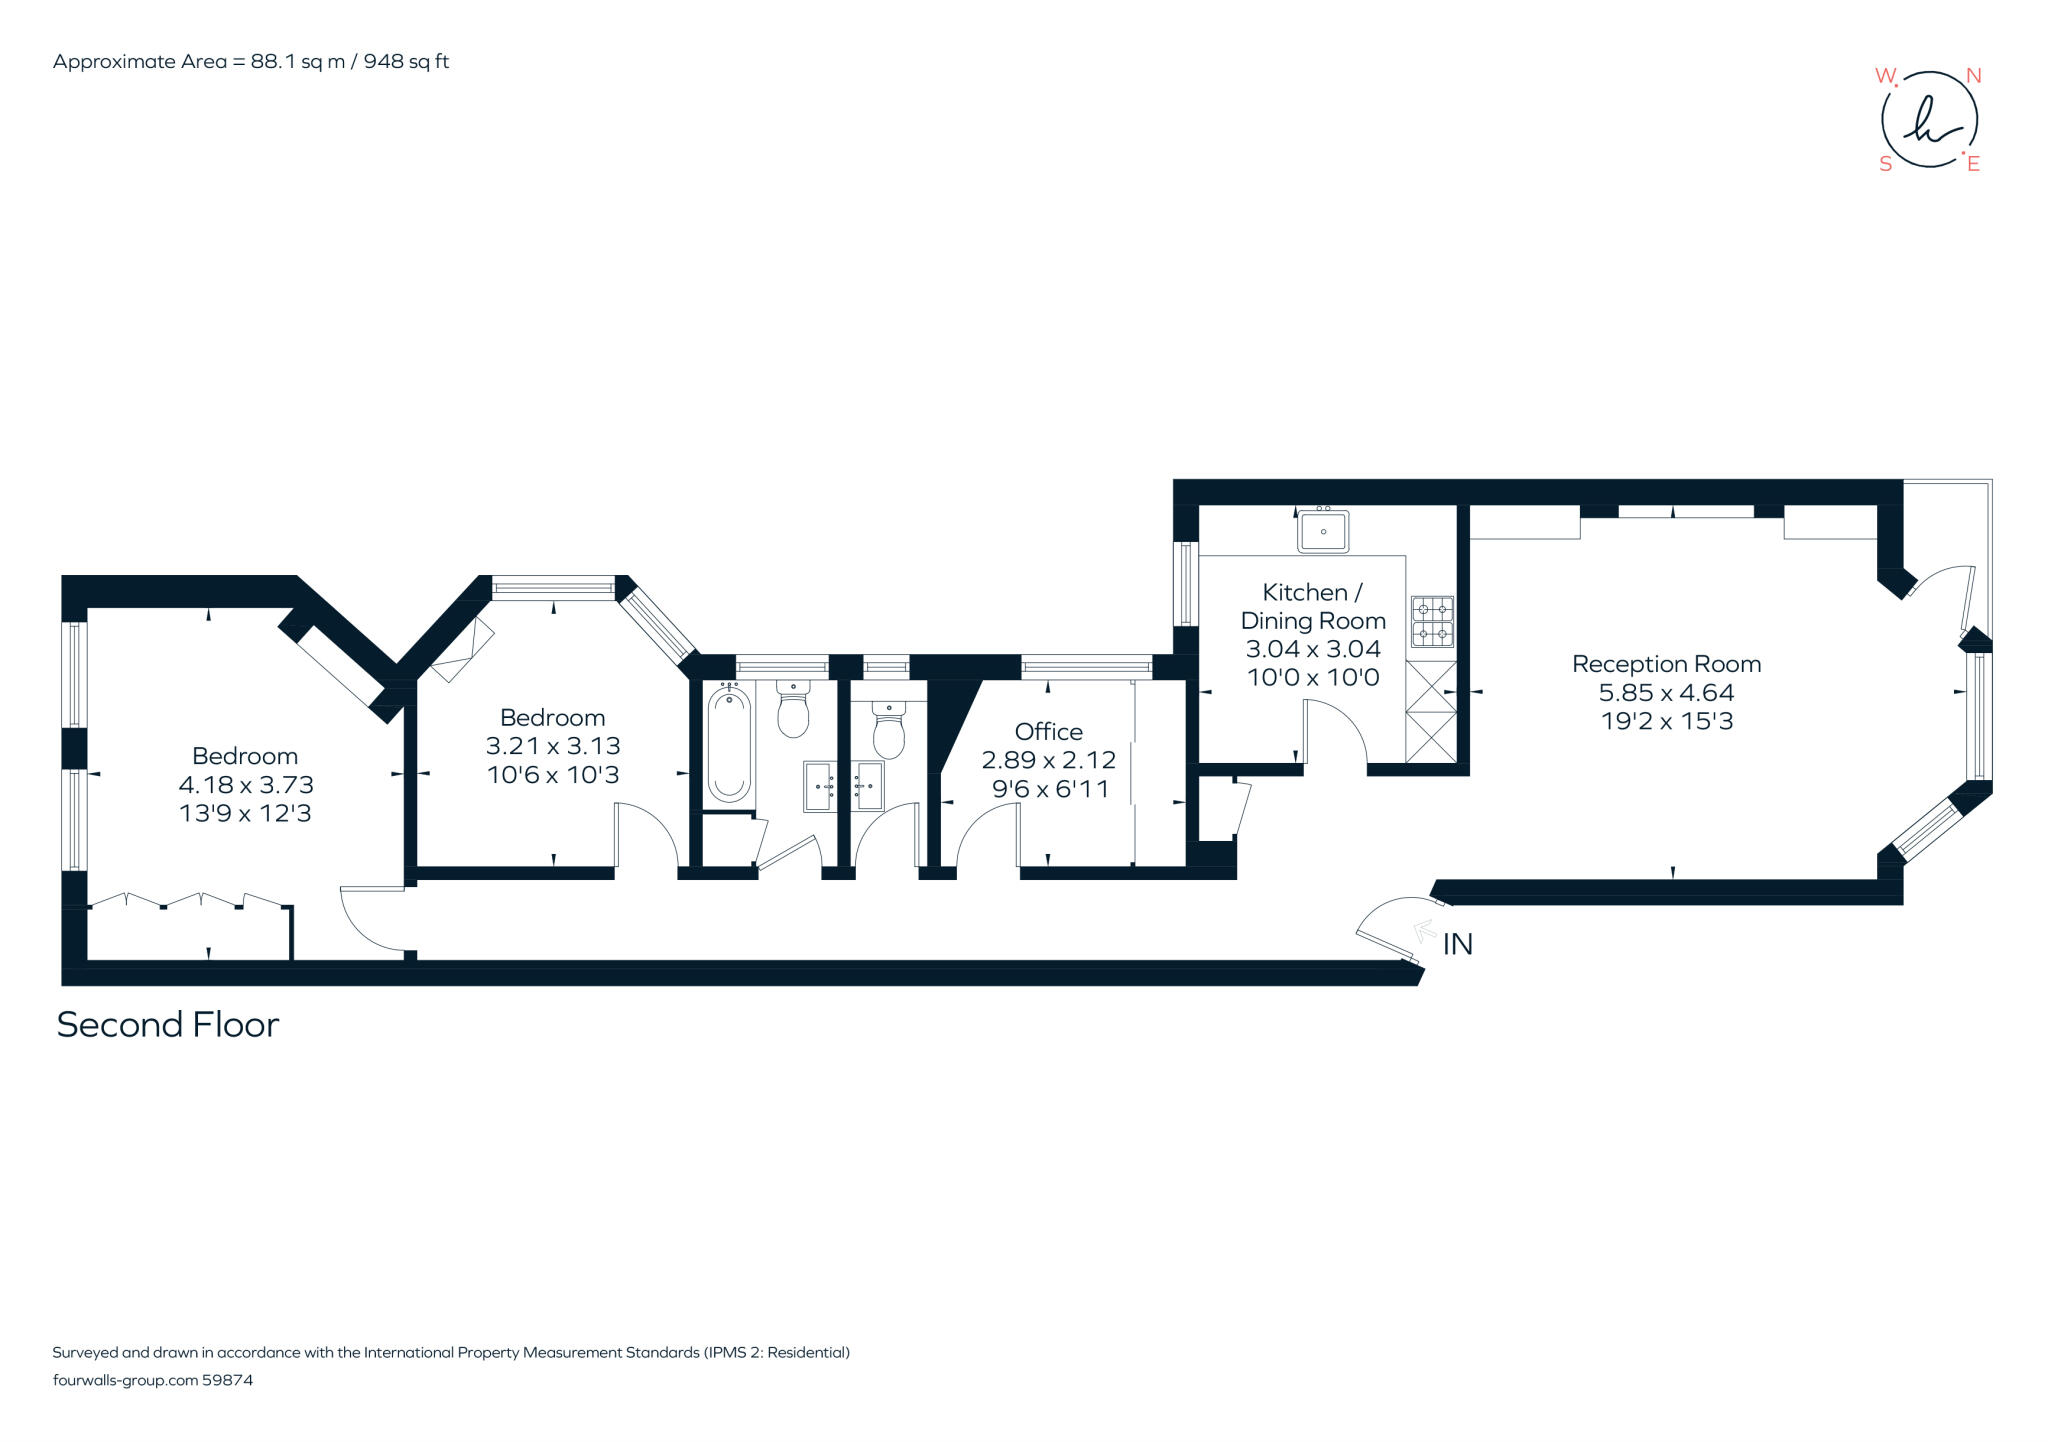 Approximate Area = 88.1 sq m / 948 sq ft
W N
S E
Kitchen /
Dining Room
3.04 x 3.04
10'0 x 10'0
Reception Room
5.85 x 4.64
19'2 x 15'3
Bedroom
3.21 x 3.13
10'6 x 10'3
Office
2.89 x 2.12
9'6 x 6'11
Bedroom
4.18 x 3.73
13'9 x 12'3
IN
Second Floor
Surveyed and drawn in accordance with the International Property Measurement Standards (IPMS 2: Residential)
fourwalls-group.com 59874